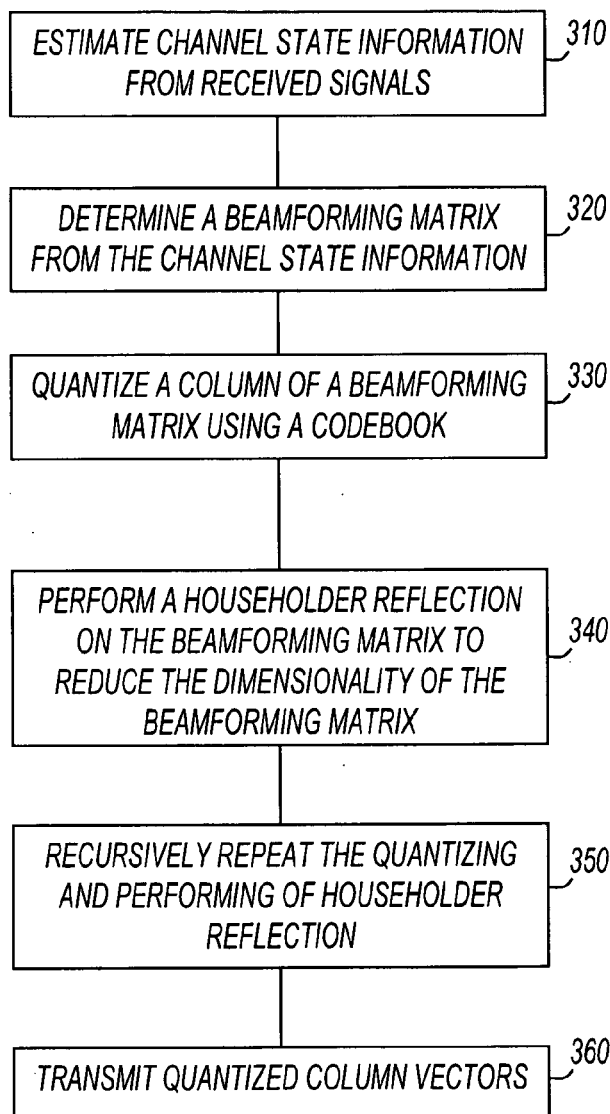 ESTIMATE CHANNEL STATE INFORMATION
FROM RECEIVED SIGNALS
310
DETERMINE A BEAMFORMING MATRIX
FROM THE CHANNEL STATE INFORMATION
320
QUANTIZE A COLUMN OF A BEAMFORMING
MATRIX USING A CODEBOOK
330
PERFORM A HOUSEHOLDER REFLECTION
ON THE BEAMFORMING MATRIX TO
REDUCE THE DIMENSIONALITY OF THE
BEAMFORMING MATRIX
340
RECURSIVELY REPEAT THE QUANTIZING
AND PERFORMING OF HOUSEHOLDER
REFLECTION
350
TRANSMIT QUANTIZED COLUMN VECTORS
360